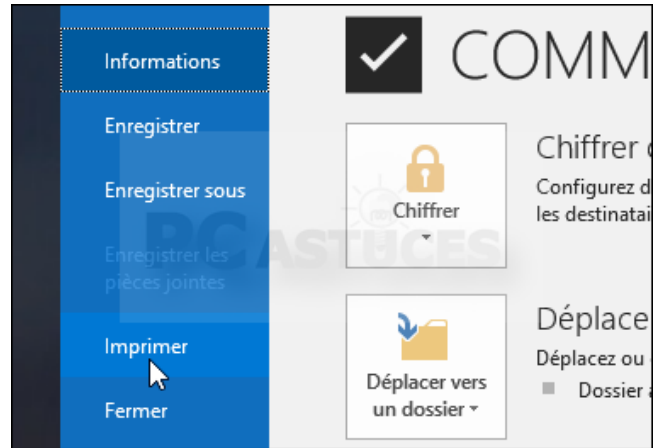 Informations
Enregistrer
Enregistrer sous
Enregistrer les
pièces jointes
Imprimer
Fermer
COMM
Chiffrer
Chiffrer
Configurez d
les destinatai
Déplacer vers
un dossier
Déplace
Déplacez ou
Dossier
PC ASTUCES